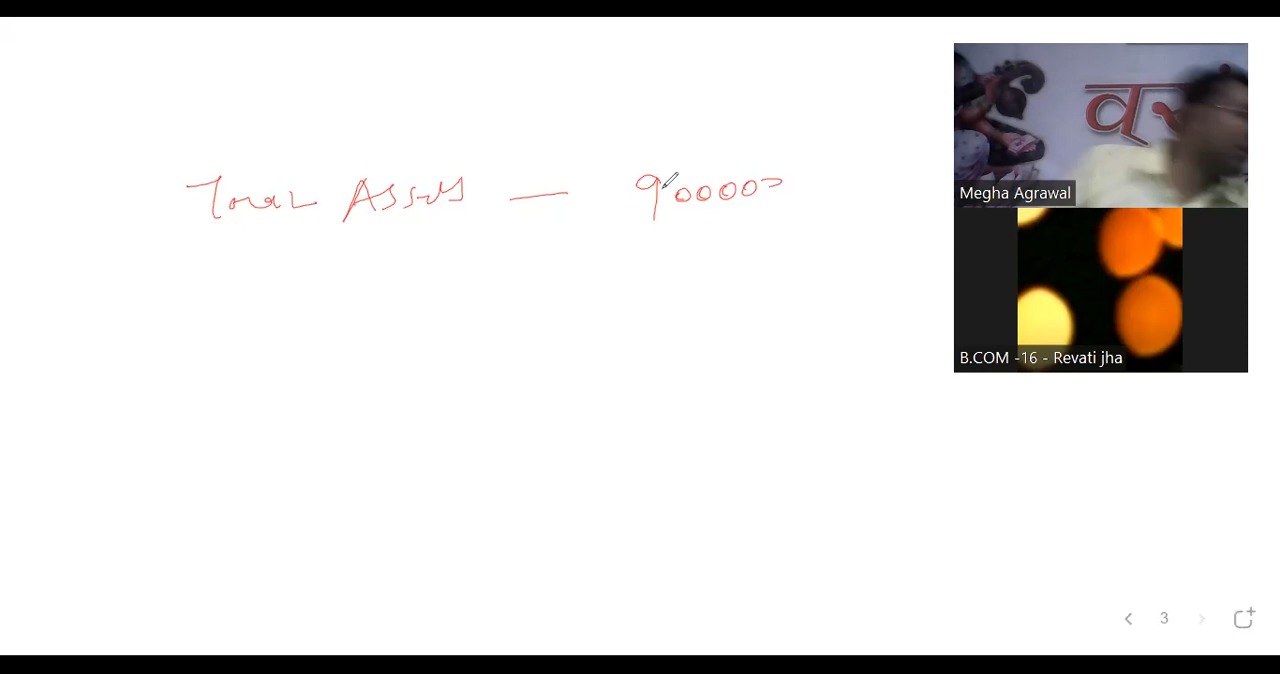 Total Assets — 900000
Megha Agrawal
B.COM -16 - Revati jha
3